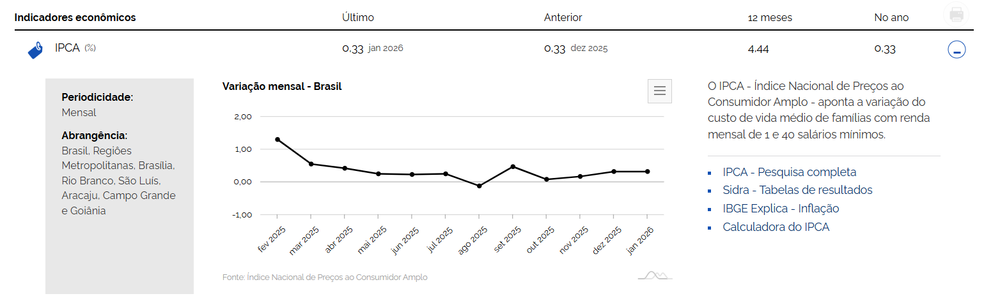 Indicadores econômicos Último Anterior 12 meses No ano
IPCA (%) 0,33 jan 2026 0,33 dez 2025 4,44 0,33
Periodicidade:
Mensal
Abrangência:
Brasil, Regiões
Metropolitanas, Brasília,
Rio Branco, São Luís,
Aracaju, Campo Grande
e Goiânia
Variação mensal - Brasil
2,00
1,00
0,00
-1,00
fev 2025
mar 2025
abr 2025
mai 2025
jun 2025
jul 2025
ago 2025
set 2025
out 2025
nov 2025
dez 2025
jan 2026
Fonte: Índice Nacional de Preços ao Consumidor Amplo
O IPCA - Índice Nacional de Preços ao
Consumidor Amplo - aponta a variação do
custo de vida médio de famílias com renda
mensal de 1 e 40 salários mínimos.
IPCA - Pesquisa completa
Sidra - Tabelas de resultados
IBGE Explica - Inflação
Calculadora do IPCA